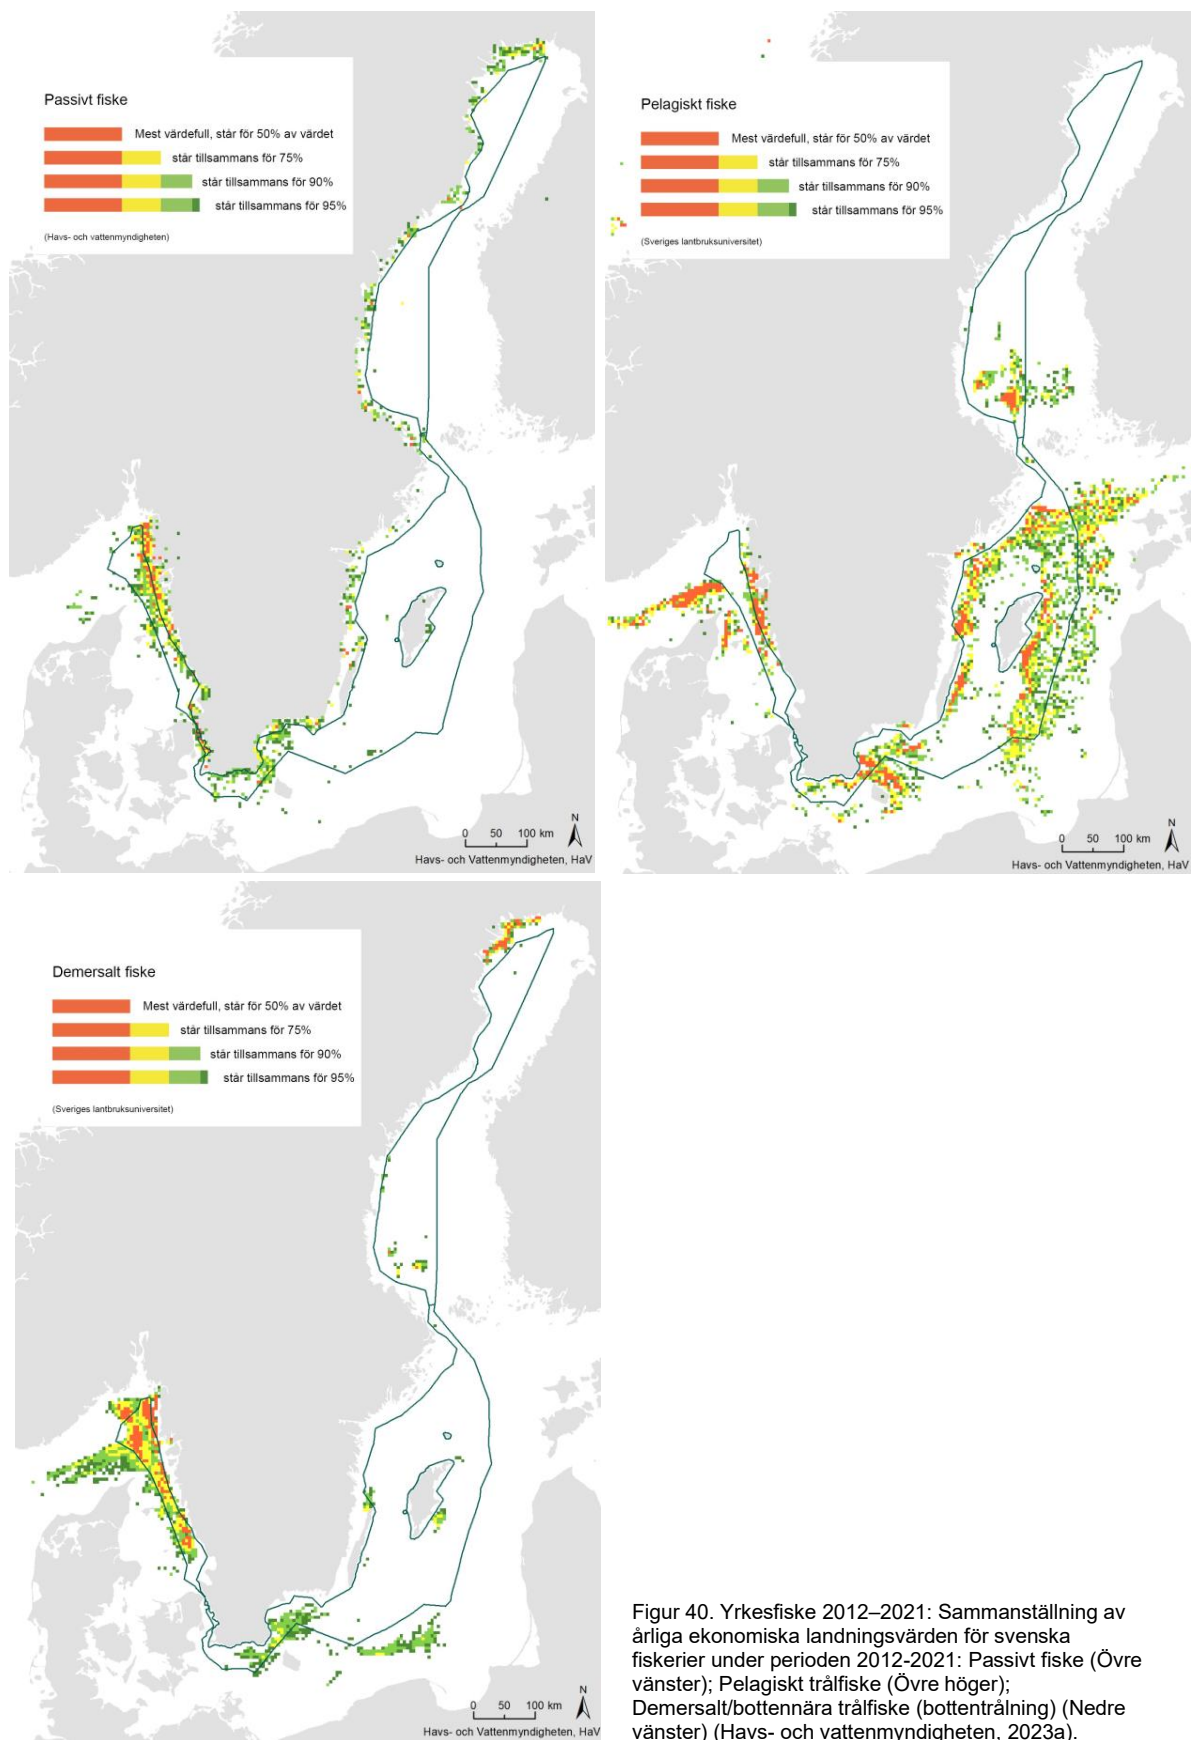 Passivt fiske
Mest värdefull, står för 50% av värdet
står tillsammans för 75%
står tillsammans för 90%
står tillsammans för 95%
(Havs- och vattenmyndigheten)
N
0 50 100 km
Havs- och Vattenmyndigheten, HaV
Pelagiskt fiske
Mest värdefull, står för 50% av värdet
står tillsammans för 75%
står tillsammans för 90%
står tillsammans för 95%
(Sveriges lantbruksuniversitet)
N
0 50 100 km
Havs- och Vattenmyndigheten, HaV
Demersalt fiske
Mest värdefull, står för 50% av värdet
står tillsammans för 75%
står tillsammans för 90%
står tillsammans för 95%
(Sveriges lantbruksuniversitet)
N
0 50 100 km
Havs- och Vattenmyndigheten, HaV
Figur 40. Yrkesfiske 2012–2021: Sammanställning av
årliga ekonomiska landningsvärden för svenska
fiskerier under perioden 2012-2021: Passivt fiske (Övre
vänster); Pelagiskt trålfiske (Övre höger);
Demersalt/bottennära trålfiske (bottentrålning) (Nedre
vänster) (Havs- och vattenmyndigheten, 2023a).